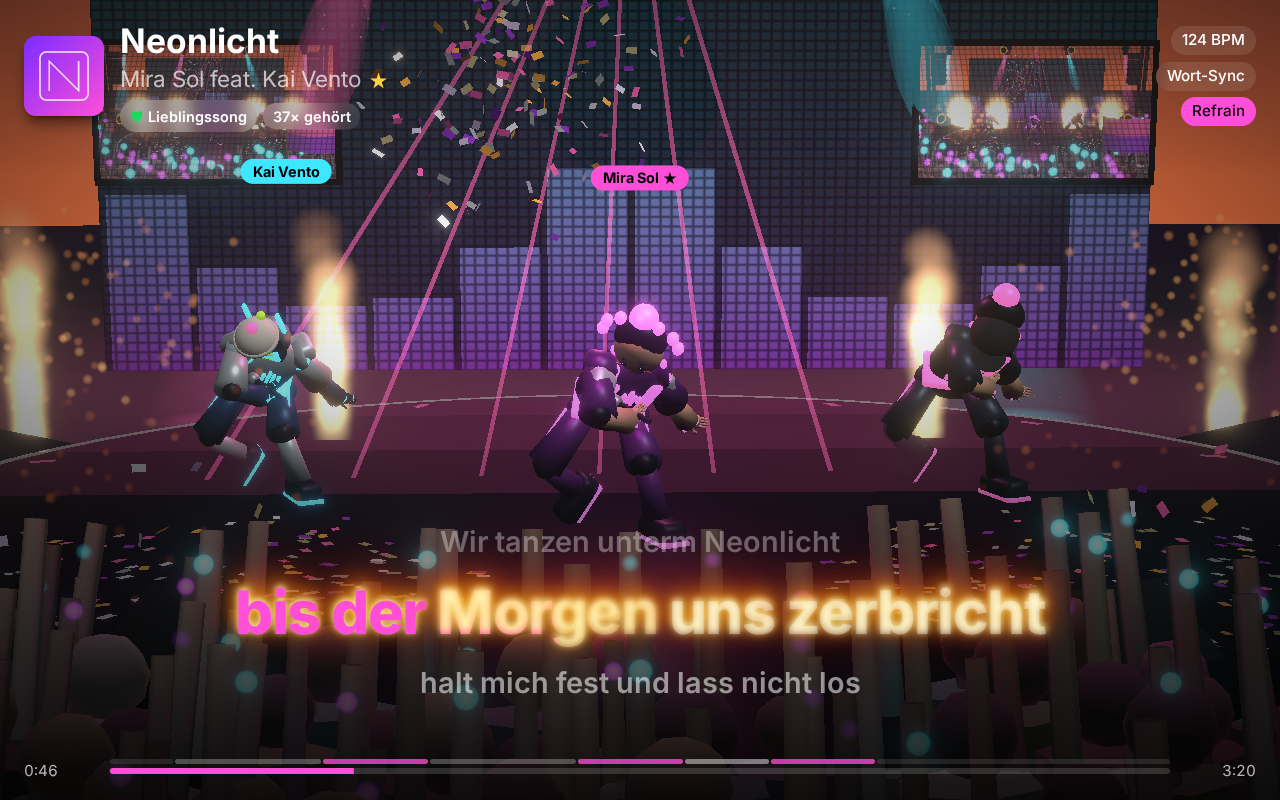 Neonlicht
Mira Sol feat. Kai Vento ★
Lieblingssong
37× gehört
124 BPM
Wort-Sync
Refrain
N
Kai Vento
Mira Sol ★
Wir tanzen unterm Neonlicht
bis der Morgen uns zerbricht
halt mich fest und lass nicht los
0:46
3:20